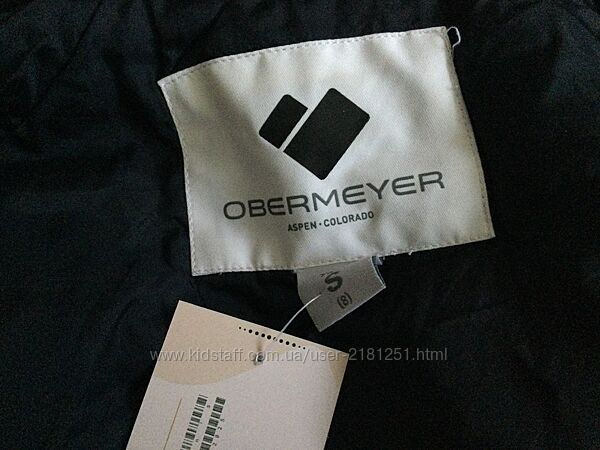 OBERMEYER
ASPEN · COLORADO
S
(8)
www.kidstaff.com.ua/user-2181251.html